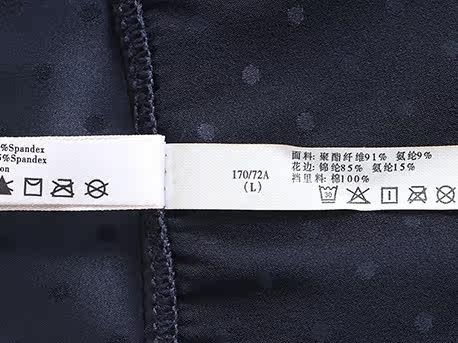 %Spandex
%Spandex
on
170/72A
(L)
面料: 聚酯纤维91% 氨纶9%
花边: 锦纶85% 氨纶15%
裆里料: 棉100%
30